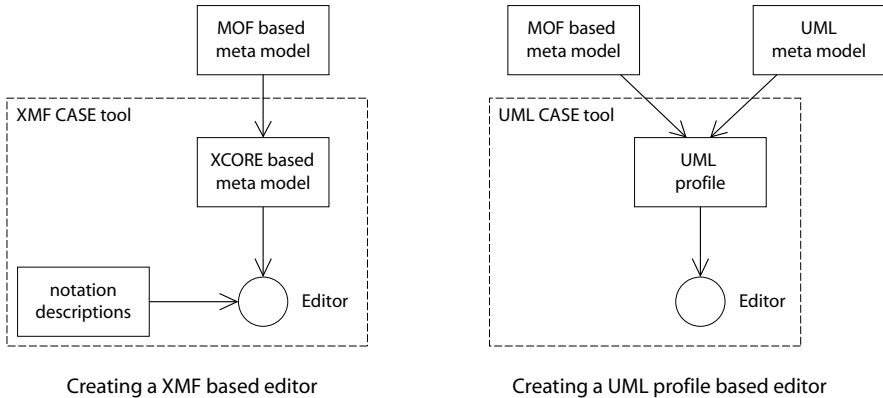 MOF based
meta model
XMF CASE tool
XCORE based
meta model
notation
descriptions
Editor
Creating a XMF based editor
MOF based
meta model
UML
meta model
UML CASE tool
UML
profile
Editor
Creating a UML profile based editor